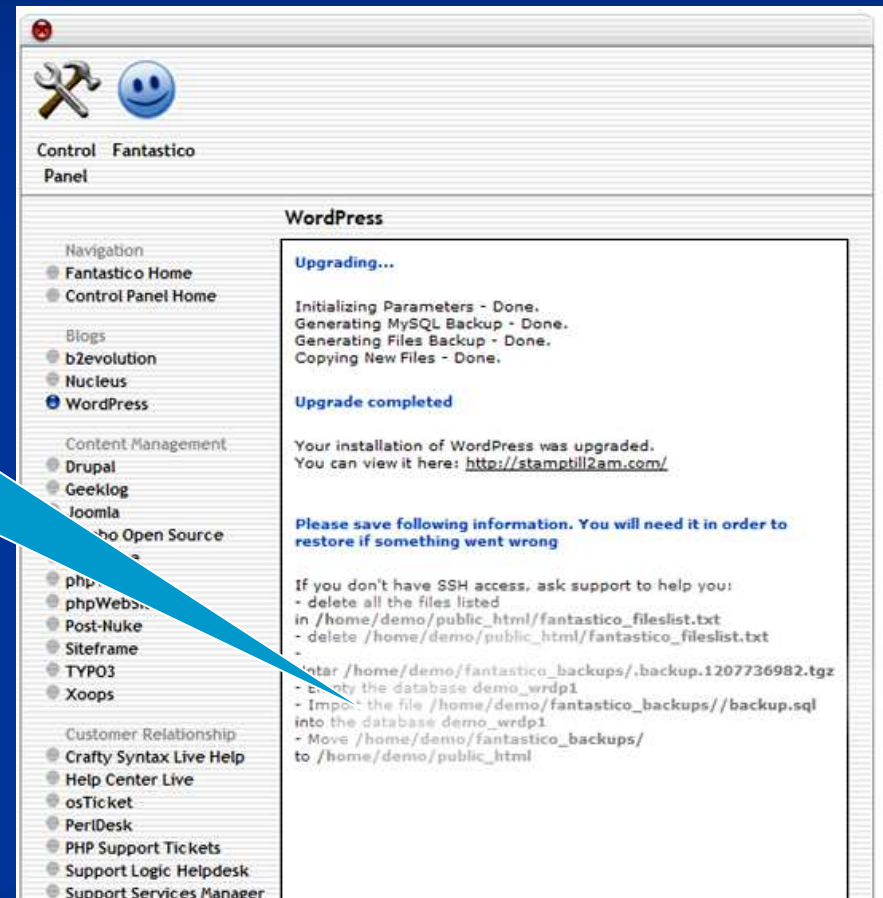 Control Fantastico
Panel
WordPress
Navigation
Fantastico Home
Control Panel Home
Blogs
b2evolution
Nucleus
WordPress
Content Management
Drupal
Geeklog
Joomla
Open Source
phpWebSi
Post-Nuke
Siteframe
TYPO3
Xoops
Customer Relationship
Crafty Syntax Live Help
Help Center Live
osTicket
PerlDesk
PHP Support Tickets
Support Logic Helpdesk
Support Services Manager
Upgrading...
Initializing Parameters - Done.
Generating MySQL Backup - Done.
Generating Files Backup - Done.
Copying New Files - Done.
Upgrade completed
Your installation of WordPress was upgraded.
You can view it here: http://stamptill2am.com/
Please save following information. You will need it in order to
restore if something went wrong
If you don't have SSH access, ask support to help you:
- delete all the files listed
in /home/demo/public_html/fantastico_fileslist.txt
- delete /home/demo/public_html/fantastico_fileslist.txt
-
/home/demo/fantastico_backups/.backup.1207736982.tgz
- Empty the database demo_wrdp1
- Import the file /home/demo/fantastico_backups//backup.sql
into the database demo_wrdp1
- Move /home/demo/fantastico_backups/
to /home/demo/public_html